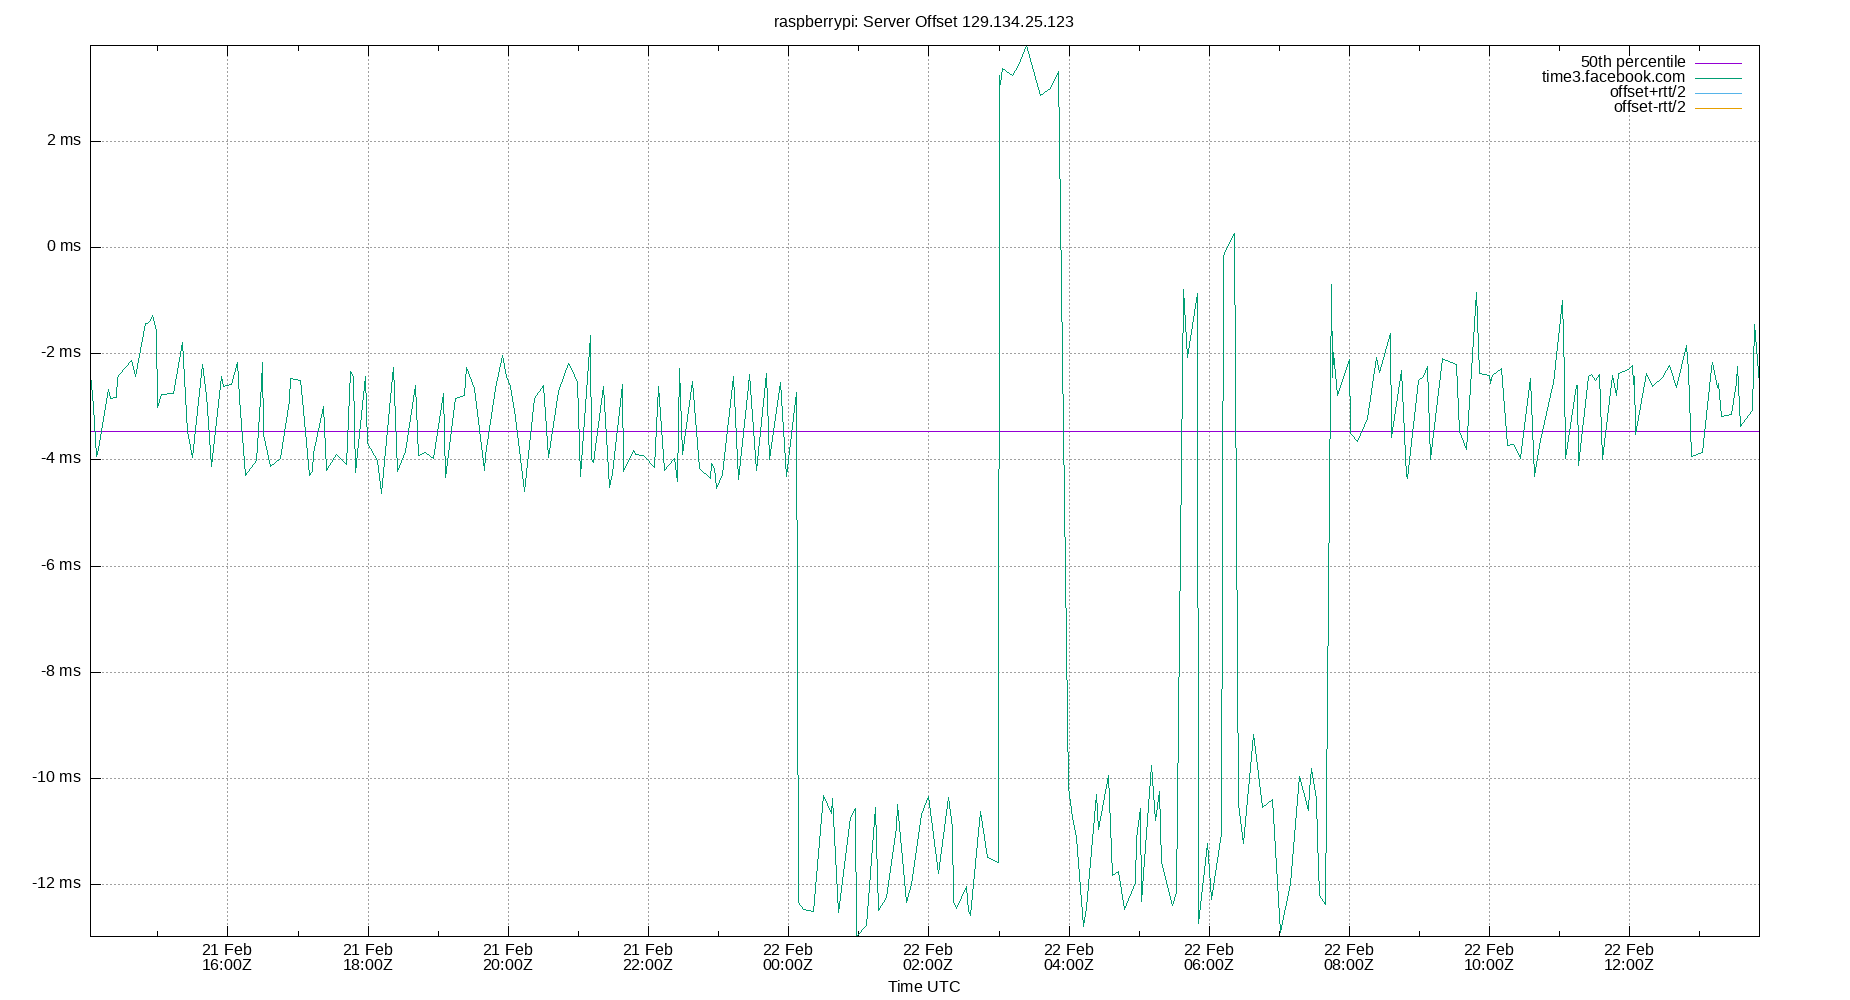 raspberrypi: Server Offset 129.134.25.123
50th percentile
time3.facebook.com
offset+rtt/2
offset-rtt/2
2 ms
0 ms
-2 ms
-4 ms
-6 ms
-8 ms
-10 ms
-12 ms
21 Feb 21 Feb 21 Feb 21 Feb 22 Feb 22 Feb 22 Feb 22 Feb 22 Feb 22 Feb 22 Feb
16:00Z 18:00Z 20:00Z 22:00Z 00:00Z 02:00Z 04:00Z 06:00Z 08:00Z 10:00Z 12:00Z
Time UTC